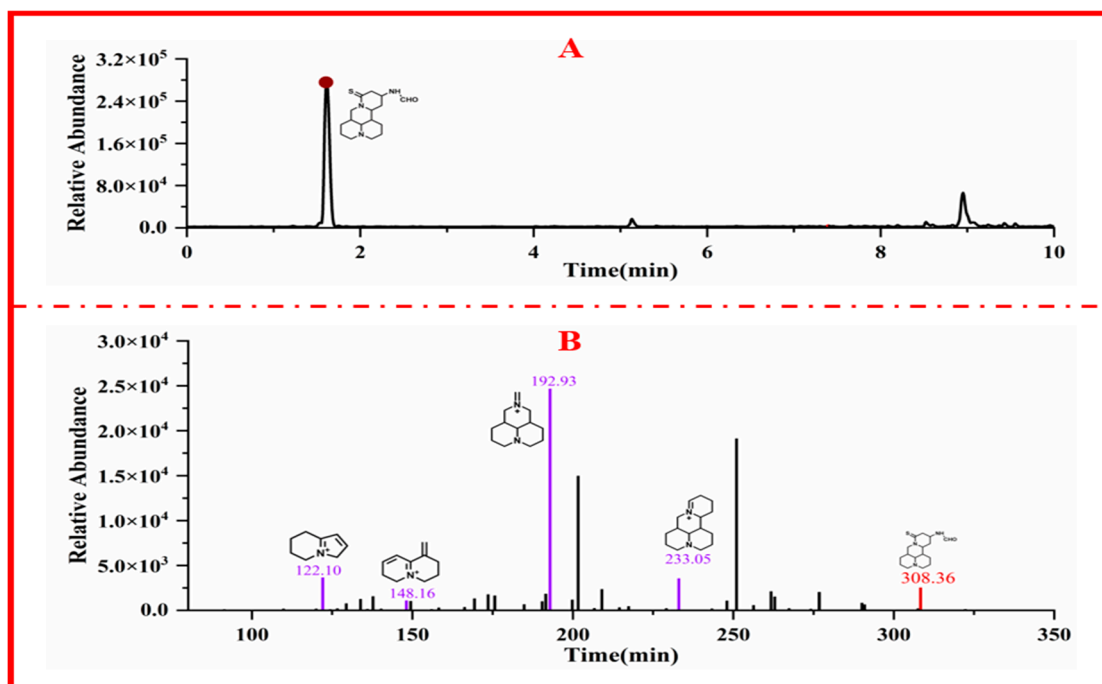 A
Relative Abundance
3.2×10⁵
2.4×10⁵
1.6×10⁵
8.0×10⁴
0.0
S
NH
CHO
N
N
0 2 4 6 8 10
Time(min)
B
Relative Abundance
3.0×10⁴
2.5×10⁴
2.0×10⁴
1.5×10⁴
1.0×10⁴
5.0×10³
0.0
192.93
N+
N
N+
122.10
N+
148.16
N+
N
233.05
S
NH
CHO
N
N
308.36
100 150 200 250 300 350
Time(min)